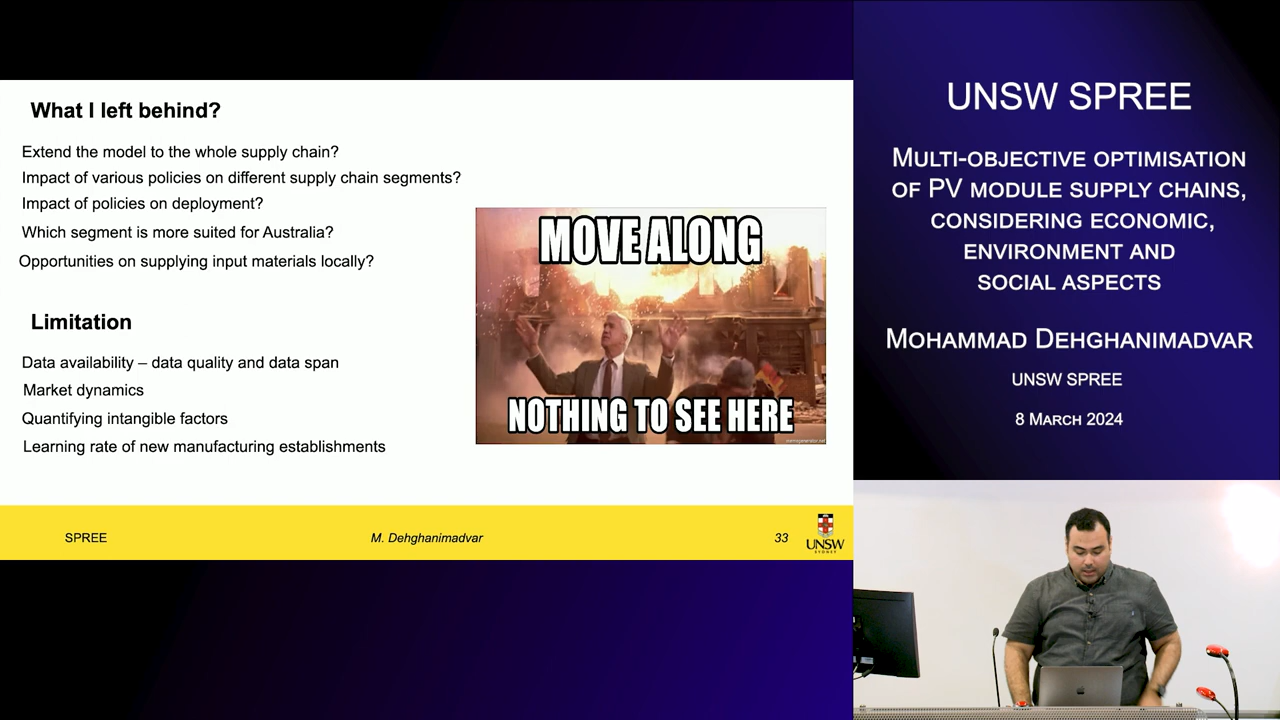 What I left behind?
Extend the model to the whole supply chain?
Impact of various policies on different supply chain segments?
Impact of policies on deployment?
Which segment is more suited for Australia?
Opportunities on supplying input materials locally?
MOVE ALONG
NOTHING TO SEE HERE
memegenerator.net
Limitation
Data availability – data quality and data span
Market dynamics
Quantifying intangible factors
Learning rate of new manufacturing establishments
SPREE
M. Dehghanimadvar
33
UNSW
SYDNEY
UNSW SPREE
MULTI-OBJECTIVE OPTIMISATION
OF PV MODULE SUPPLY CHAINS,
CONSIDERING ECONOMIC,
ENVIRONMENT AND
SOCIAL ASPECTS
MOHAMMAD DEHGHANIMADVAR
UNSW SPREE
8 MARCH 2024